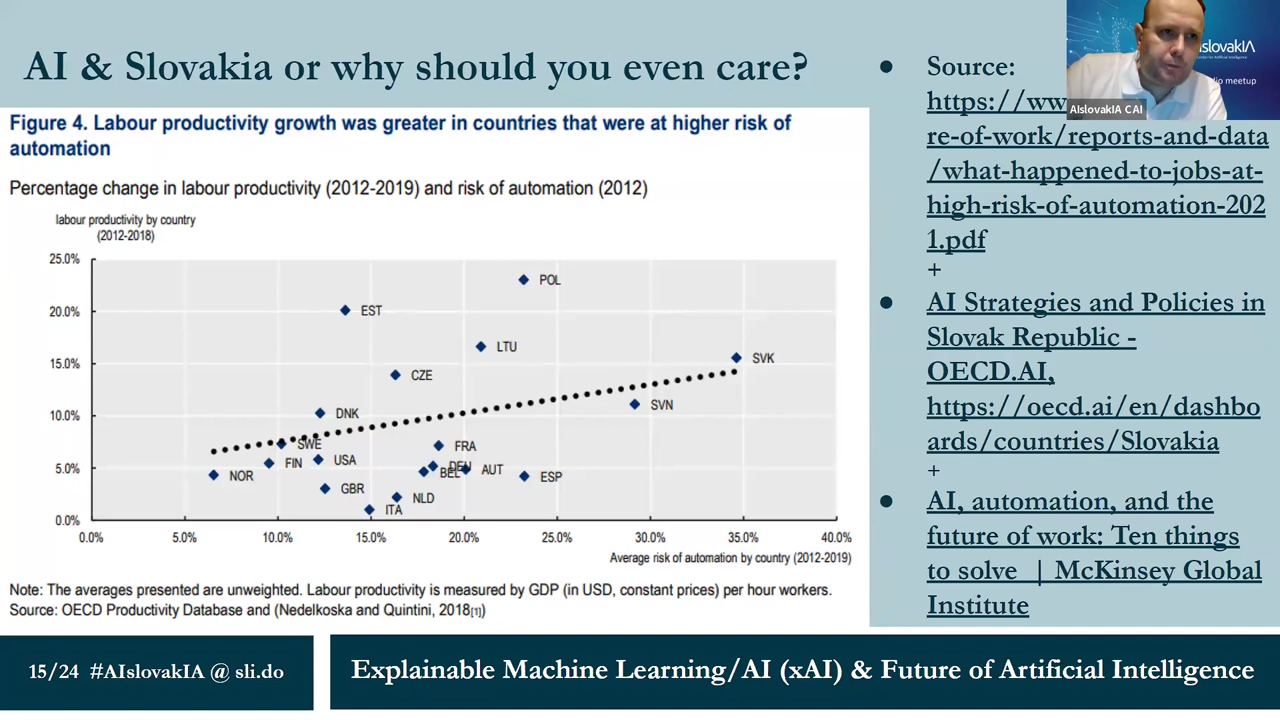 AI & Slovakia or why should you even care?
Figure 4. Labour productivity growth was greater in countries that were at higher risk of
automation
Percentage change in labour productivity (2012-2019) and risk of automation (2012)
labour productivity by country
(2012-2018)
25.0%
20.0%
15.0%
10.0%
5.0%
0.0%
POL
EST
LTU
SVK
CZE
SVN
DNK
SWE
FRA
USA
FIN
DEU
AUT
BEL
NOR
ESP
GBR
NLD
ITA
0.0%
5.0%
10.0%
15.0%
20.0%
25.0%
30.0%
35.0%
40.0%
Average risk of automation by country (2012-2019)
Note: The averages presented are unweighted. Labour productivity is measured by GDP (in USD, constant prices) per hour workers.
Source: OECD Productivity Database and (Nedelkoska and Quintini, 2018[1])
● Source:
https://ww
re-of-work/reports-and-data
/what-happened-to-jobs-at-
high-risk-of-automation-202
1.pdf
+
● AI Strategies and Policies in
Slovak Republic -
OECD.AI,
https://oecd.ai/en/dashbo
ards/countries/Slovakia
+
● AI, automation, and the
future of work: Ten things
to solve | McKinsey Global
Institute
slovakIA
meetup
AIslovakIA CAI
15/24 #AIslovakIA @ sli.do
Explainable Machine Learning/AI (xAI) & Future of Artificial Intelligence